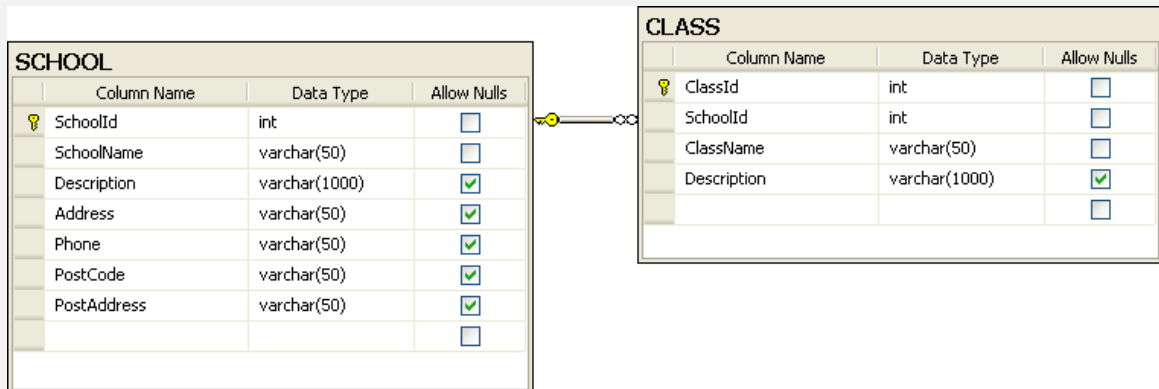 SCHOOL
Column Name Data Type Allow Nulls
SchoolId int
SchoolName varchar(50)
Description varchar(1000)
Address varchar(50)
Phone varchar(50)
PostCode varchar(50)
PostAddress varchar(50)
CLASS
Column Name Data Type Allow Nulls
ClassId int
SchoolId int
ClassName varchar(50)
Description varchar(1000)